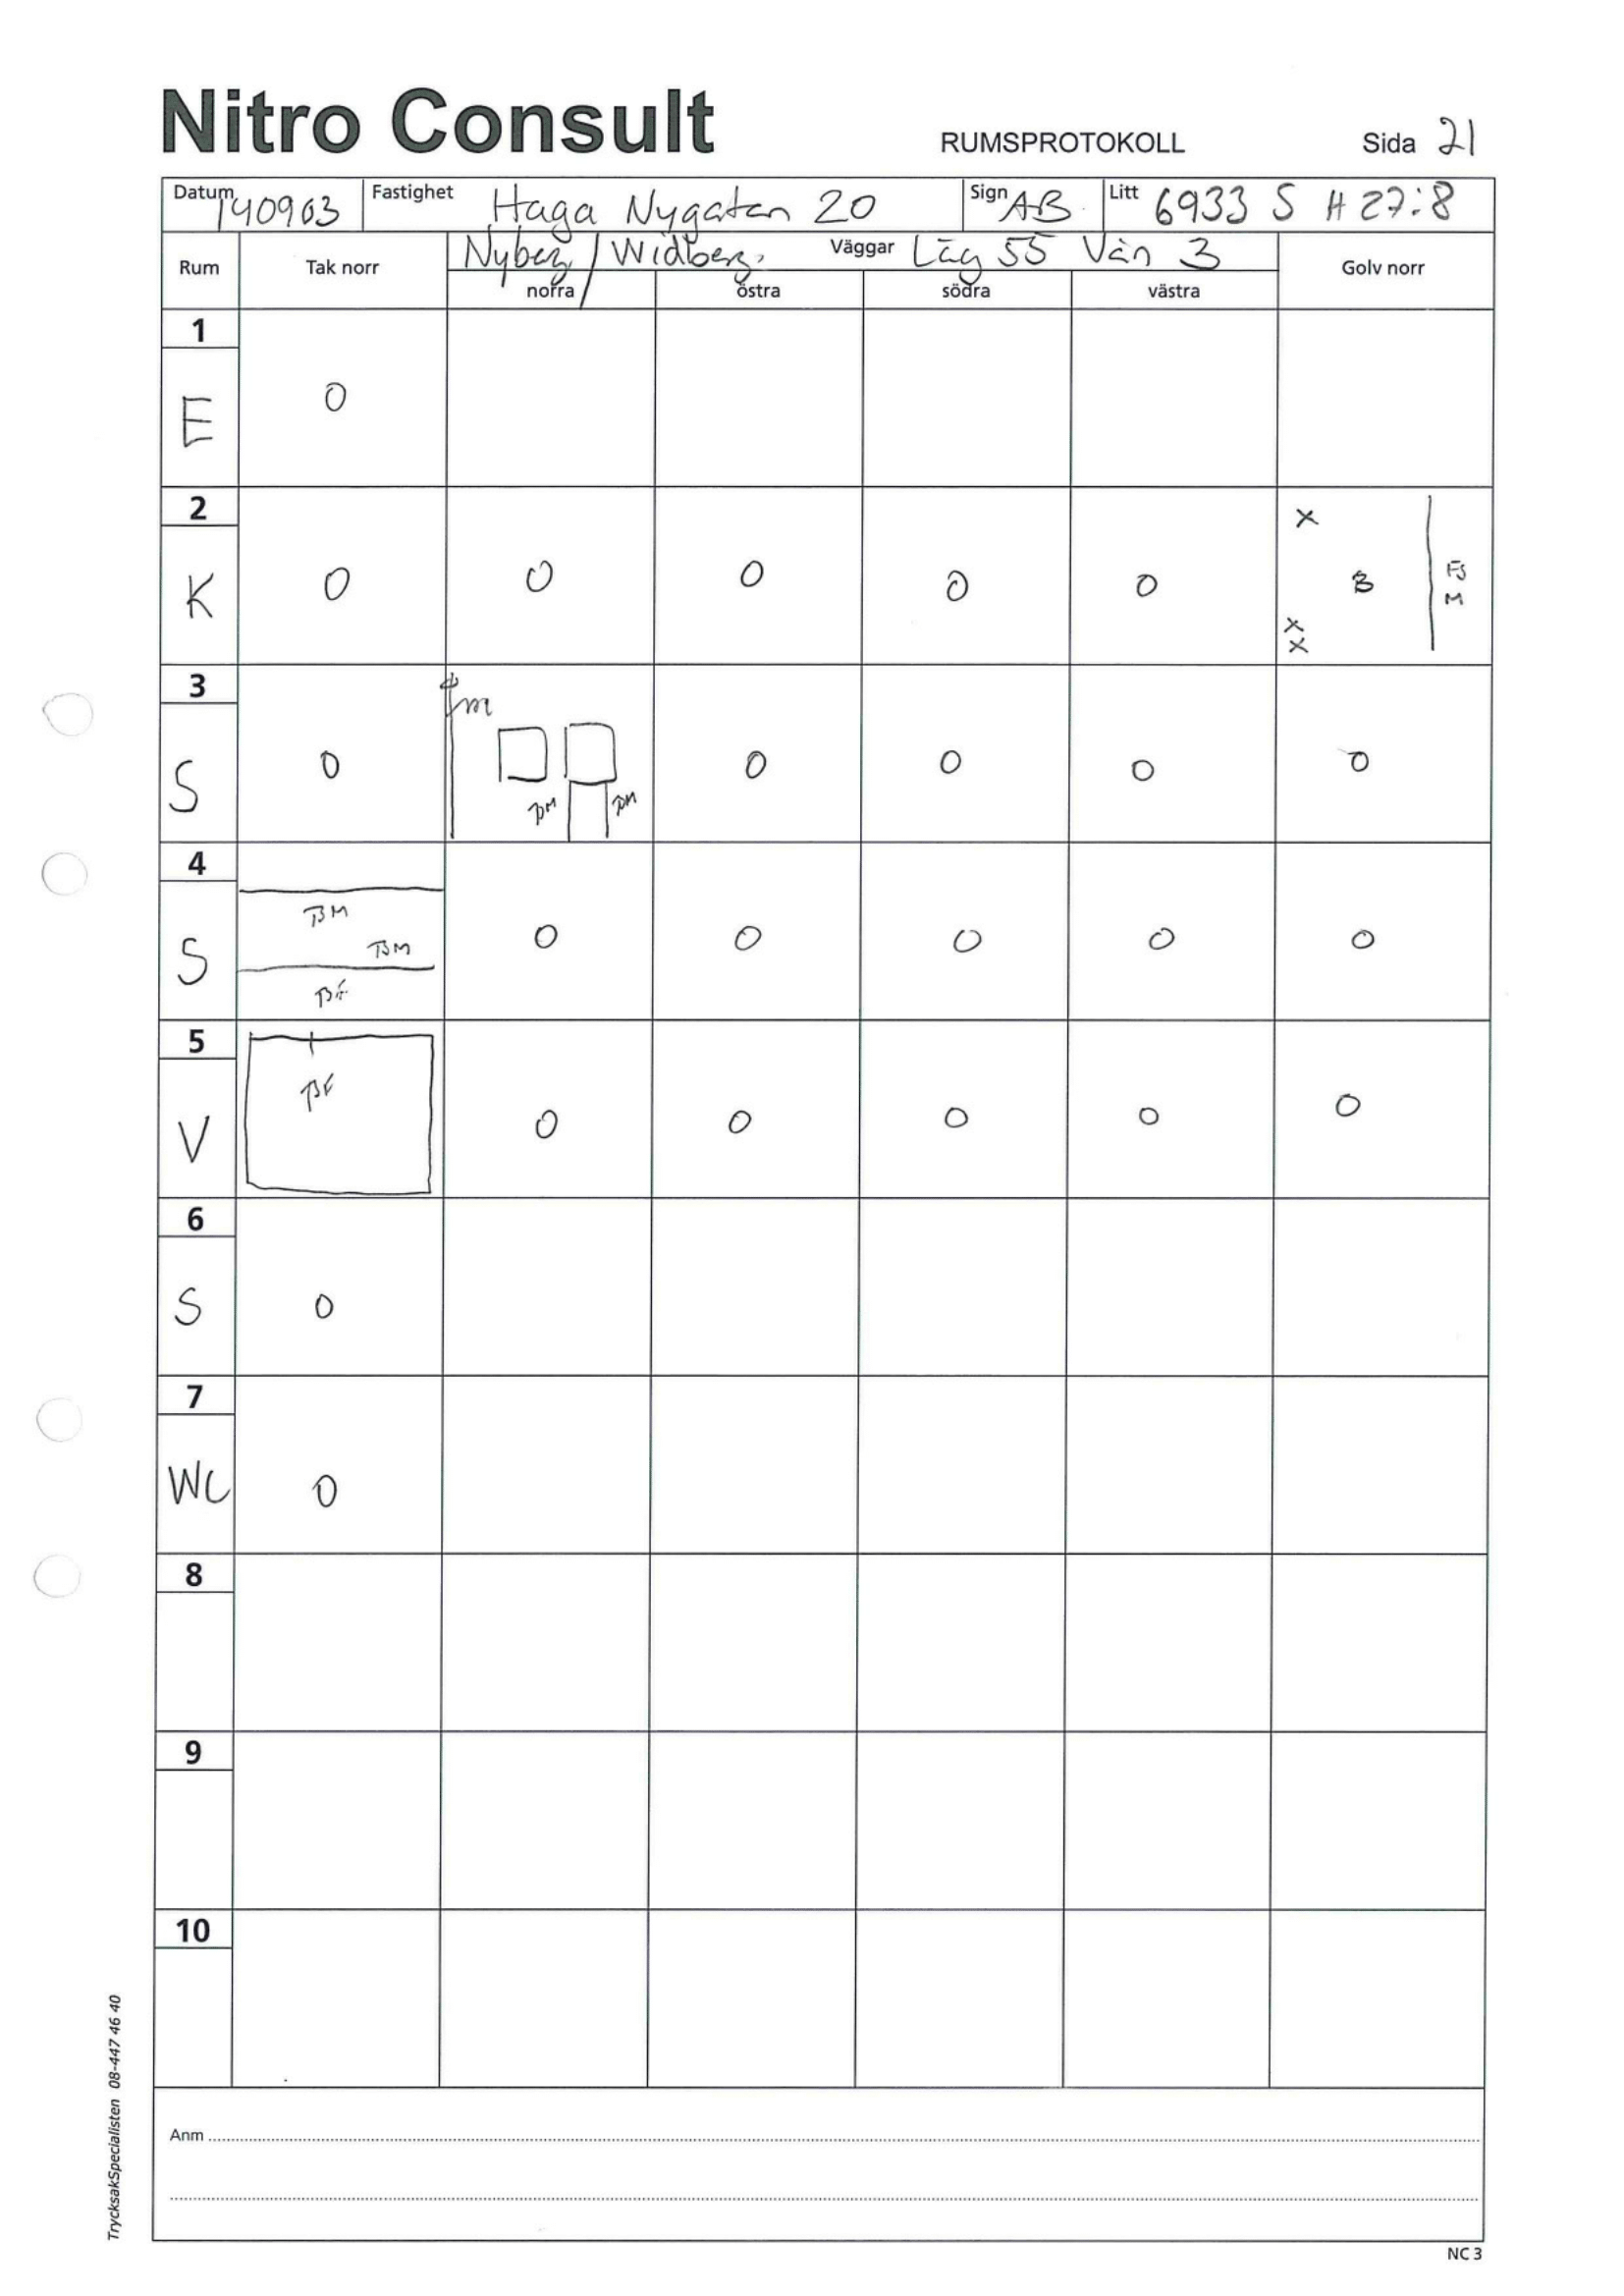 Nitro Consult
RUMSPROTOKOLL Sida 21
Datum 140903 Fastighet Haga Nygatan 20 Sign AB. Litt 6933 S H 27:8
Nyberg / Widberg. Väggar Läg 55 Vån 3
Rum Tak norr norra östra södra västra Golv norr
1
E 0
2
x
K 0 0 0 0 0 B FS
M
x
x
3
m
S 0 0 0 0 0
BM BM
4
BM
S BM 0 0 0 0 0
BF
5
BF
V 0 0 0 0 0
6
S 0
7
WC 0
8
9
10
Anm
NC 3
TrycksakSpecialisten 08-447 46 40